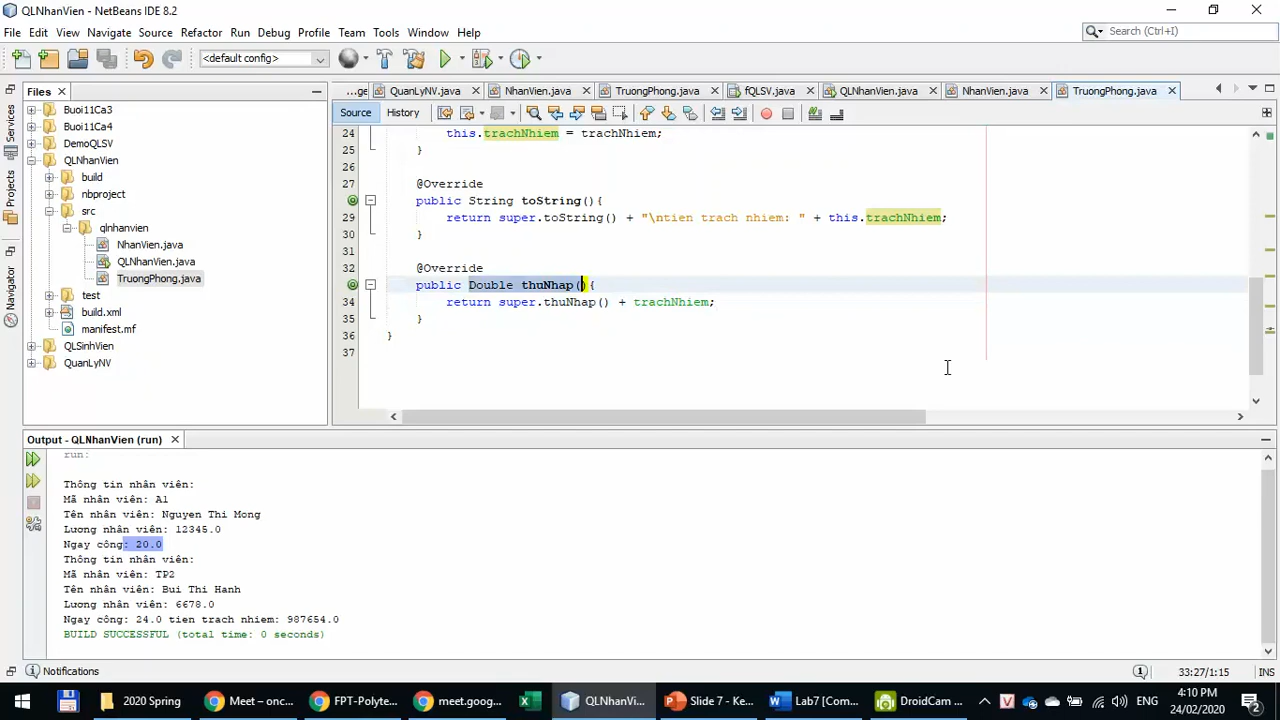 QLNhanVien - NetBeans IDE 8.2
File Edit View Navigate Source Refactor Run Debug Profile Team Tools Window Help
Search (Ctrl+I)
<default config>
Files
...ge QuanLyNV.java NhanVien.java TruongPhong.java fQLSV.java QLNhanVien.java NhanVien.java TruongPhong.java
Source History
Services
Projects
Navigator
Buoi11Ca3
Buoi11Ca4
DemoQLSV
QLNhanVien
build
nbproject
src
qlnhanvien
NhanVien.java
QLNhanVien.java
TruongPhong.java
test
build.xml
manifest.mf
QLSinhVien
QuanLyNV
24 this.trachNhiem = trachNhiem;
25 }
26
27 @Override
public String toString(){
29 return super.toString() + "\ntien trach nhiem: " + this.trachNhiem;
30 }
31
32 @Override
public Double thuNhap(){
34 return super.thuNhap() + trachNhiem;
35 }
36 }
37
Output - QLNhanVien (run)
run:
Thông tin nhân viên:
Mã nhân viên: A1
Tên nhân viên: Nguyen Thi Mong
Lương nhân viên: 12345.0
Ngay công: 20.0
Thông tin nhân viên:
Mã nhân viên: TP2
Tên nhân viên: Bui Thi Hanh
Lương nhân viên: 6678.0
Ngay công: 24.0 tien trach nhiem: 987654.0
BUILD SUCCESSFUL (total time: 0 seconds)
Notifications
1
33:27/1:15 INS
2020 Spring
Meet – onc...
FPT-Polyte...
meet.goog...
QLNhanVi...
Slide 7 - Ke...
Lab7 [Com...
DroidCam ...
ENG
4:10 PM
24/02/2020